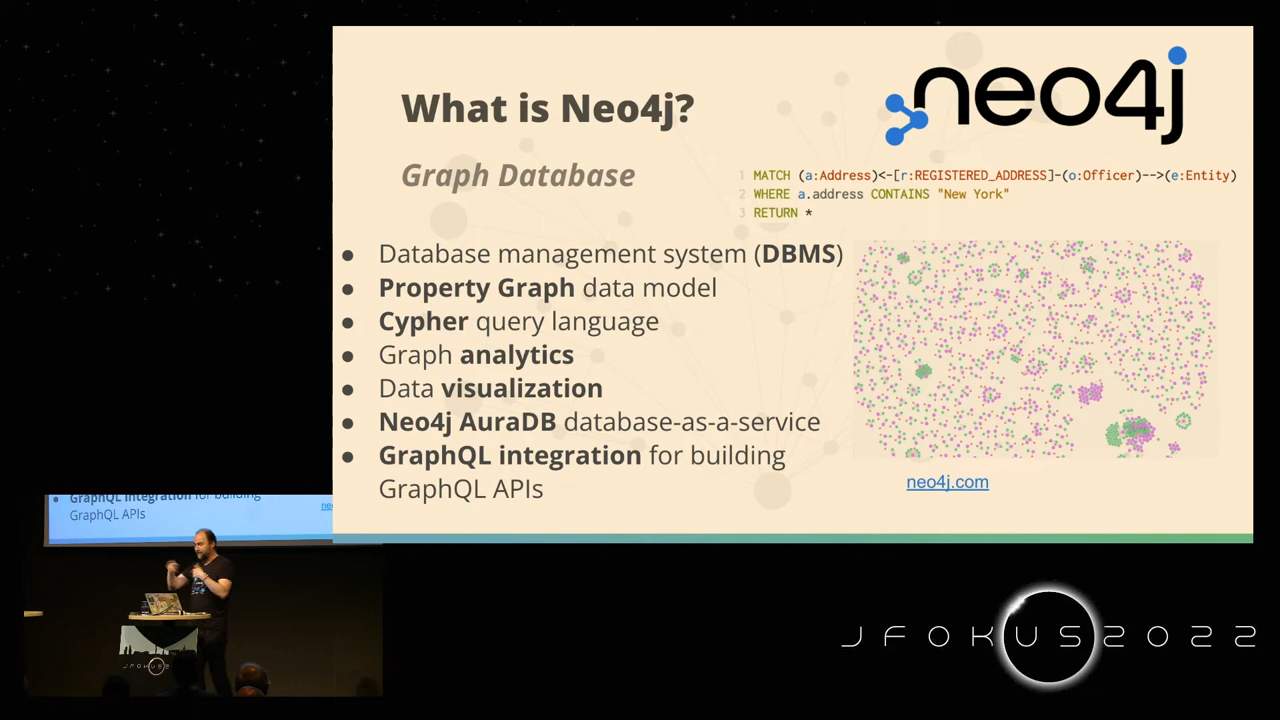 What is Neo4j?
neo4j
Graph Database
1 MATCH (a:Address)<-[r:REGISTERED_ADDRESS]-(o:Officer)-->(e:Entity)
2 WHERE a.address CONTAINS "New York"
3 RETURN *
● Database management system (DBMS)
● Property Graph data model
● Cypher query language
● Graph analytics
● Data visualization
● Neo4j AuraDB database-as-a-service
● GraphQL integration for building
GraphQL APIs
neo4j.com
GraphQL integration for building
GraphQL APIs
JFOKUS2022